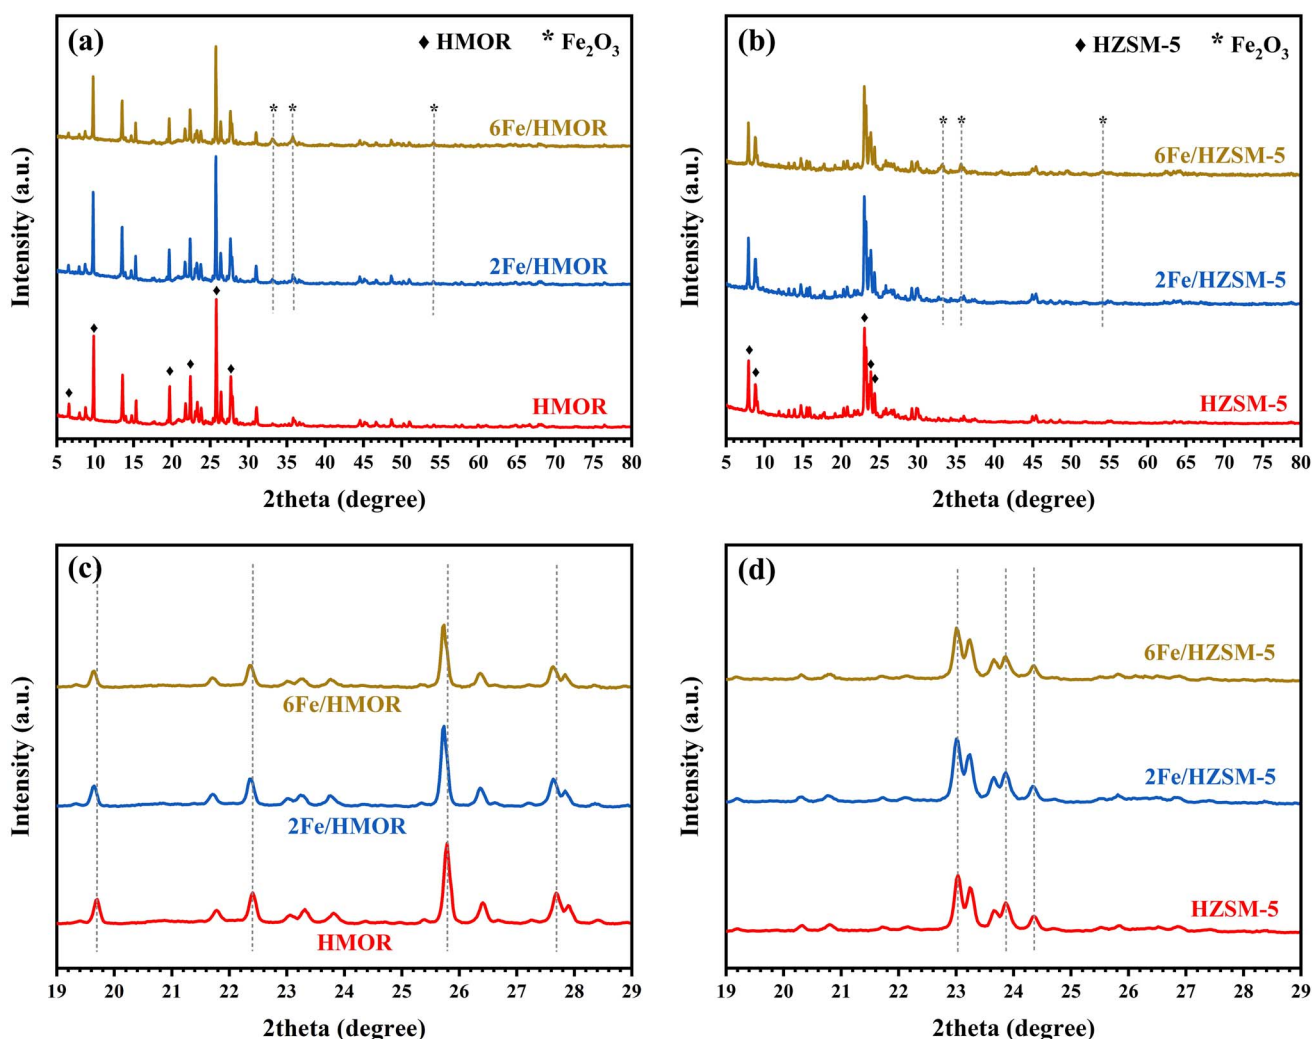 (a)
◆ HMOR * Fe₂O₃
* * *
6Fe/HMOR
2Fe/HMOR
HMOR
Intensity (a.u.)
5 10 15 20 25 30 35 40 45 50 55 60 65 70 75 80
2theta (degree)
(b)
◆ HZSM-5 * Fe₂O₃
* * *
6Fe/HZSM-5
2Fe/HZSM-5
HZSM-5
Intensity (a.u.)
5 10 15 20 25 30 35 40 45 50 55 60 65 70 75 80
2theta (degree)
(c)
6Fe/HMOR
2Fe/HMOR
HMOR
Intensity (a.u.)
19 20 21 22 23 24 25 26 27 28 29
2theta (degree)
(d)
6Fe/HZSM-5
2Fe/HZSM-5
HZSM-5
Intensity (a.u.)
19 20 21 22 23 24 25 26 27 28 29
2theta (degree)